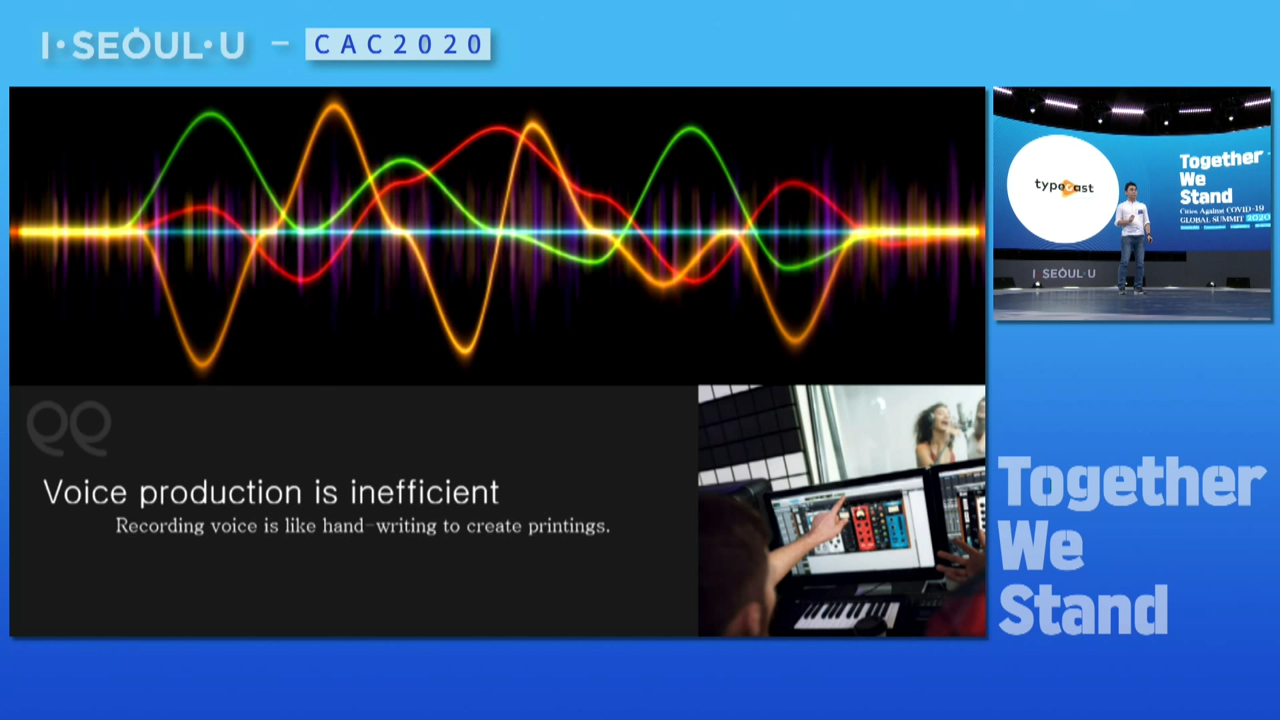 I·SEOUL·U – CAC2020
Voice production is inefficient
Recording voice is like hand-writing to create printings.
typecast
Together
We
Stand
Cities Against COVID-19
GLOBAL SUMMIT 2020
I SEOUL U
Together
We
Stand